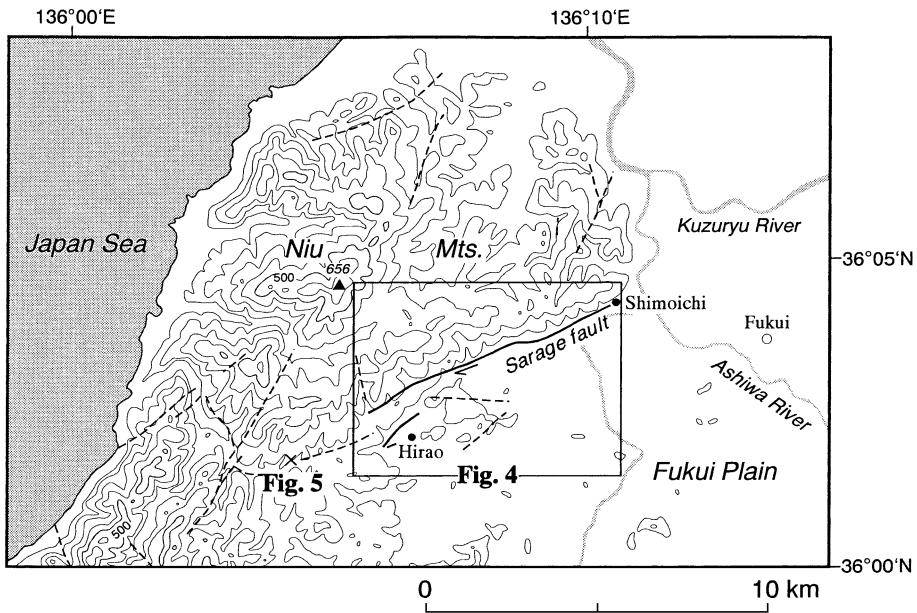 136°00'E
136°10'E
Japan Sea
Niu
Mts.
Kuzuryu River
656
500
36°05'N
Shimoichi
Fukui
Sarage fault
Ashiwa River
Hirao
Fig. 5
Fig. 4
Fukui Plain
500
36°00'N
0
10 km